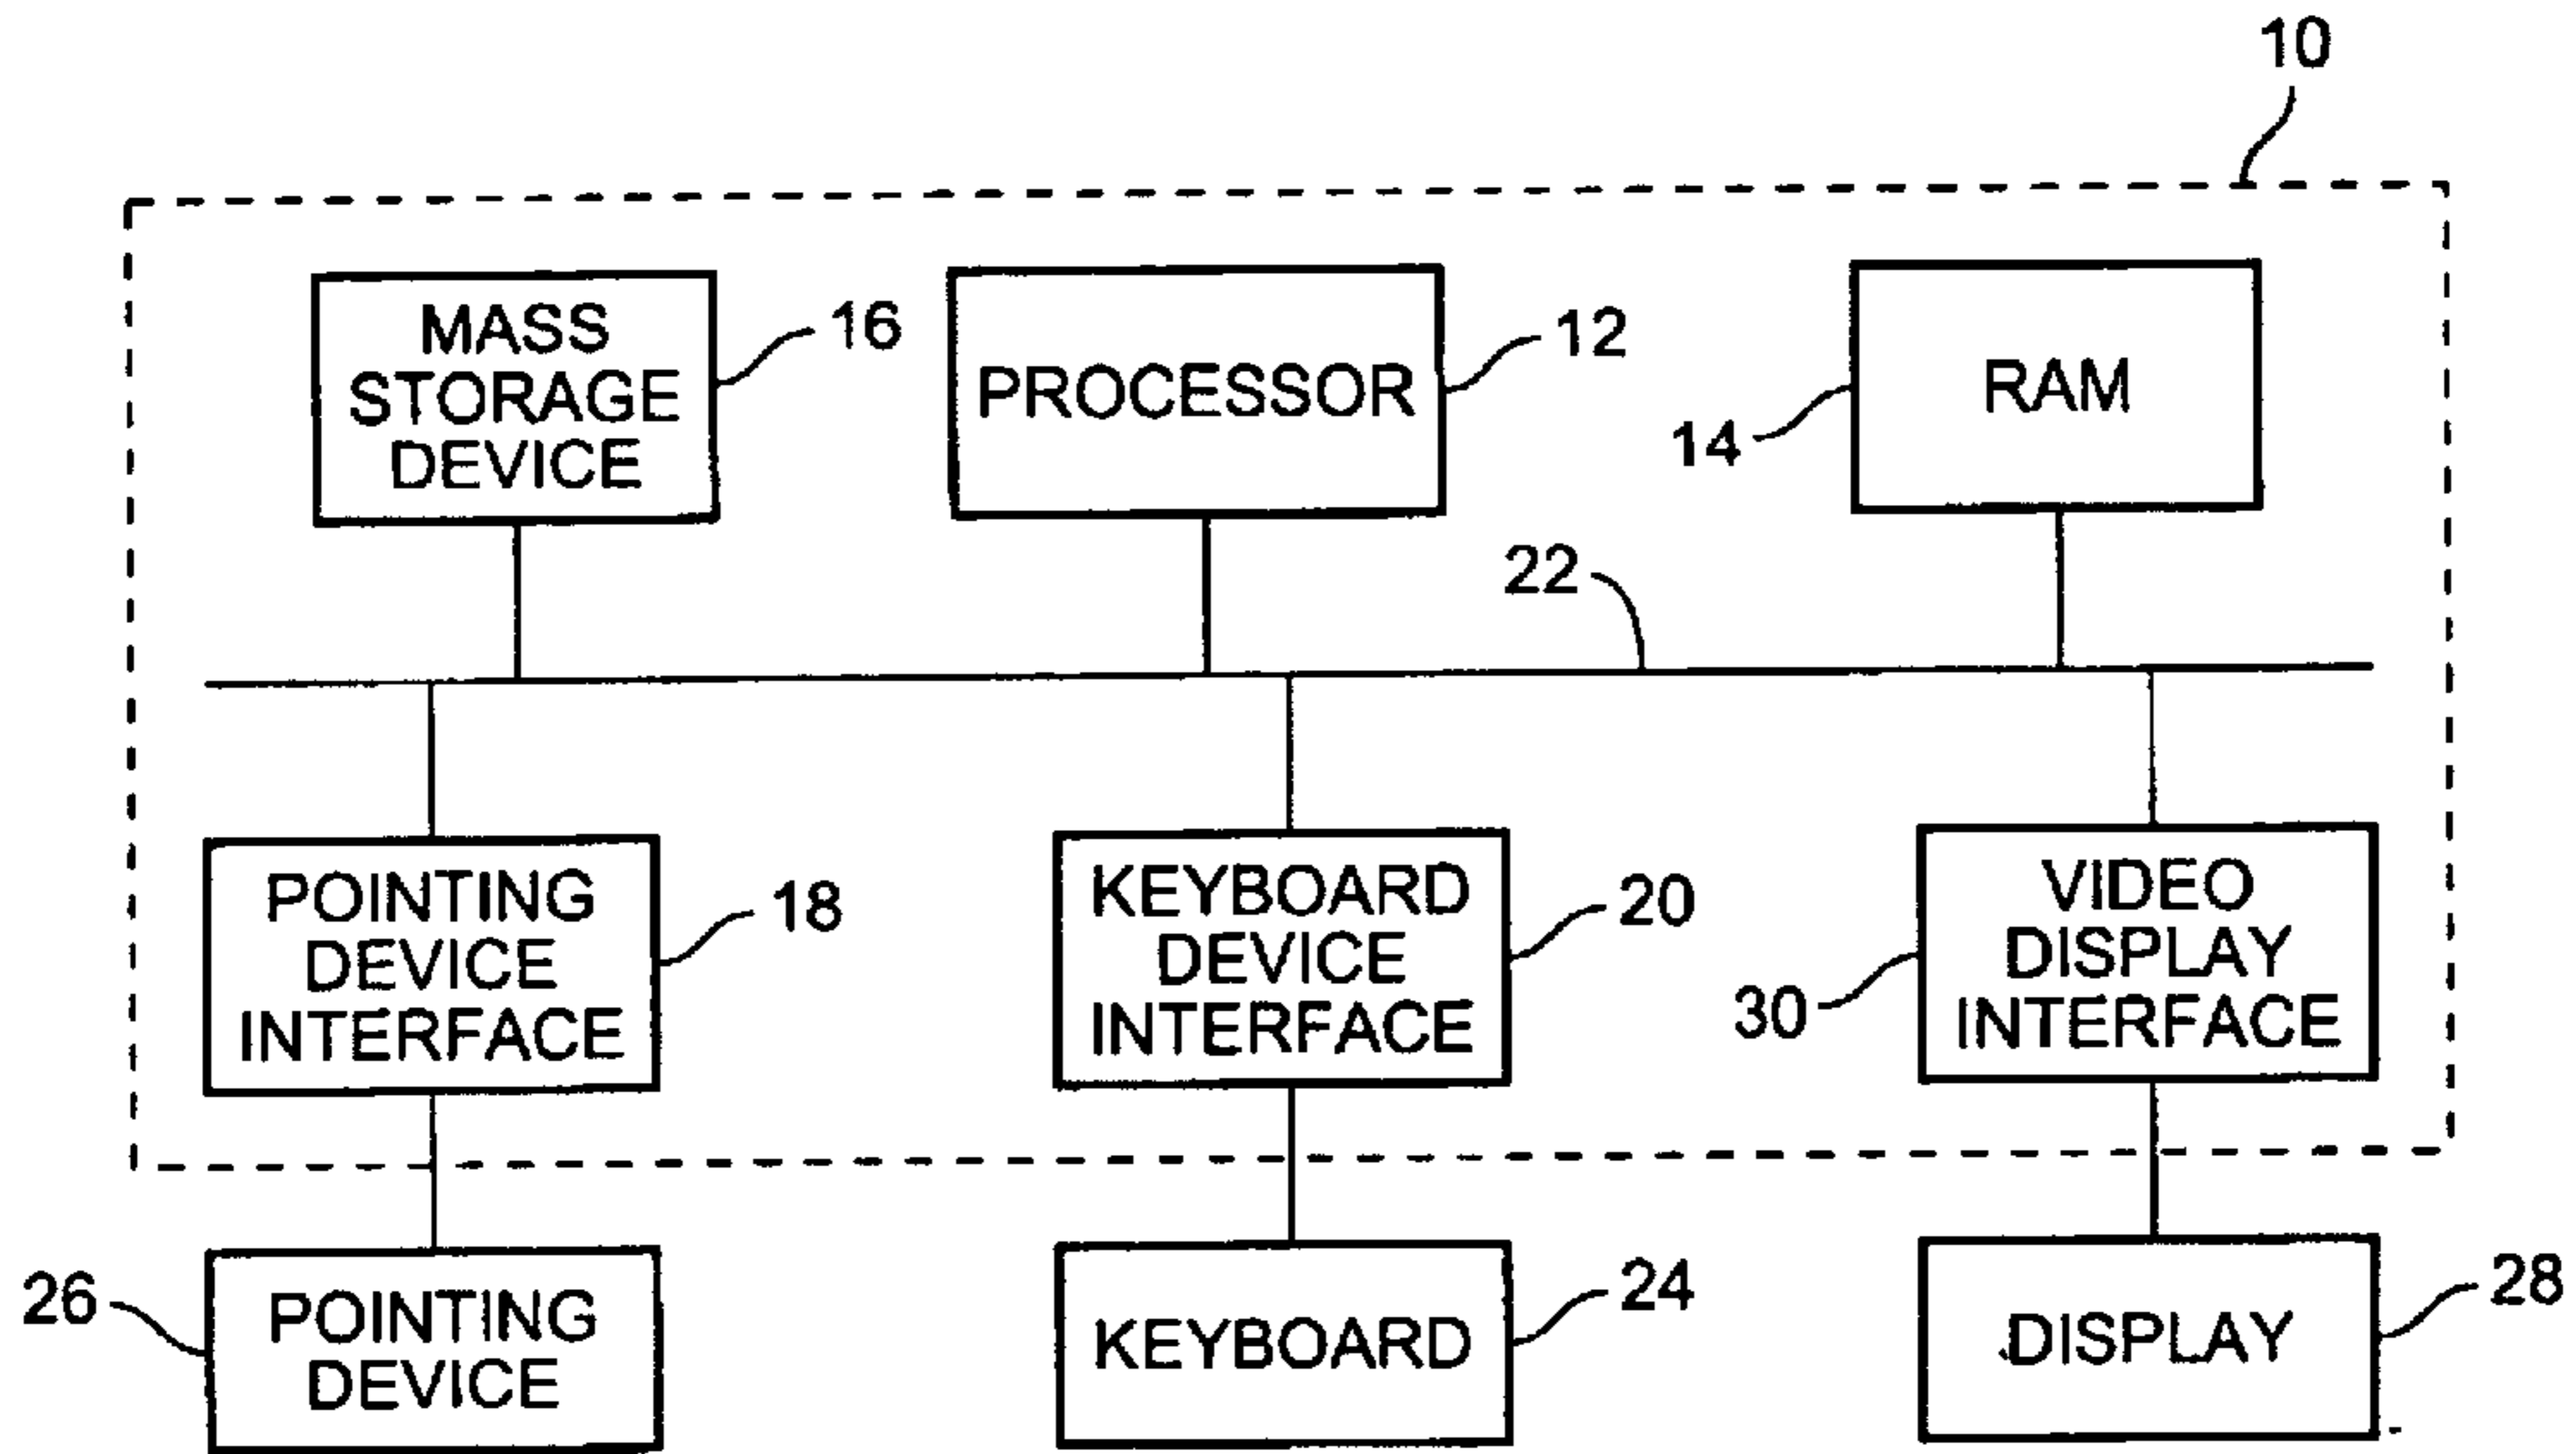 10
MASS
STORAGE
DEVICE
16
PROCESSOR
12
RAM
14
22
POINTING
DEVICE
INTERFACE
18
KEYBOARD
DEVICE
INTERFACE
20
VIDEO
DISPLAY
INTERFACE
30
26
POINTING
DEVICE
KEYBOARD
24
DISPLAY
28